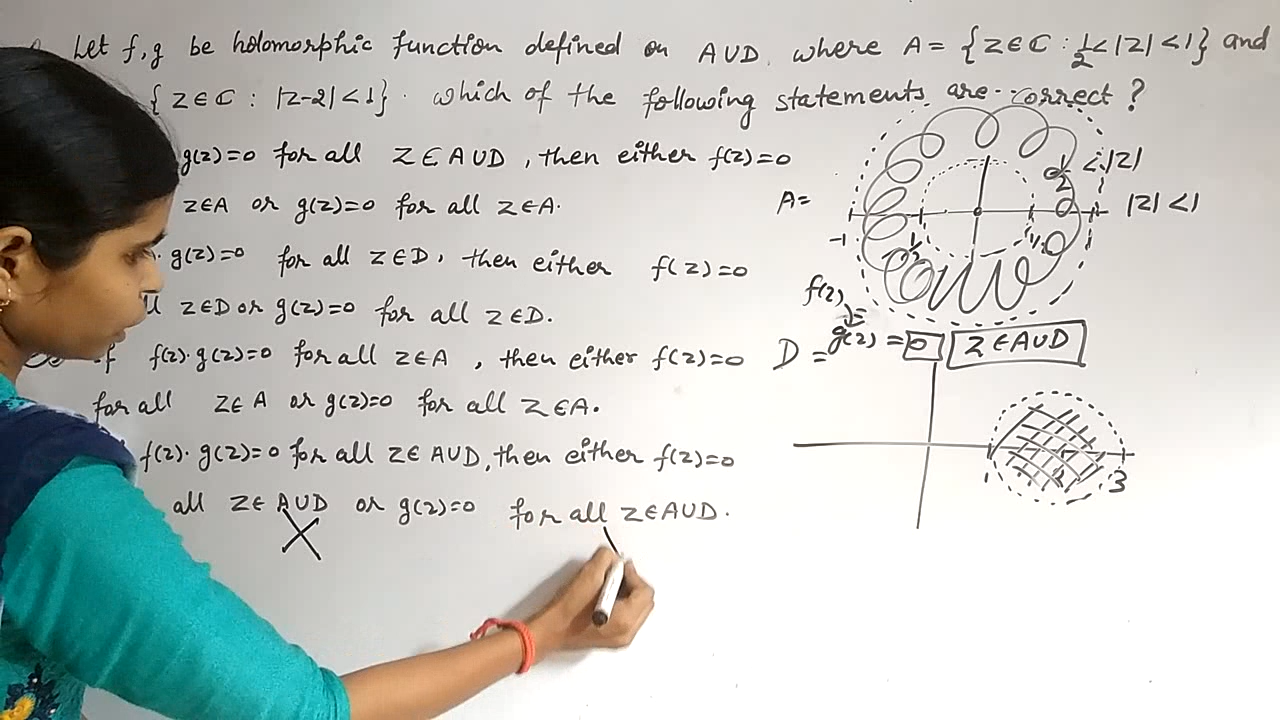 Let f, g be holomorphic function defined on A∪D, where A = {z∈ℂ : 1/2 < |z| < 1} and
{z∈ℂ : |z-2| < 1}. which of the following statements are correct?
g(z)=0 for all z∈A∪D, then either f(z)=0
z∈A or g(z)=0 for all z∈A.
g(z)=0 for all z∈D, then either f(z)=0
z∈D or g(z)=0 for all z∈D.
If f(z)·g(z)=0 for all z∈A, then either f(z)=0
for all z∈A or g(z)=0 for all z∈A.
f(z)·g(z)=0 for all z∈A∪D, then either f(z)=0
all z∈A∪D or g(z)=0 for all z∈A∪D.
1/2 < |z|
A=
|z| < 1
-1
f(z)
g(z) = 0 z∈A∪D
D =
1
3